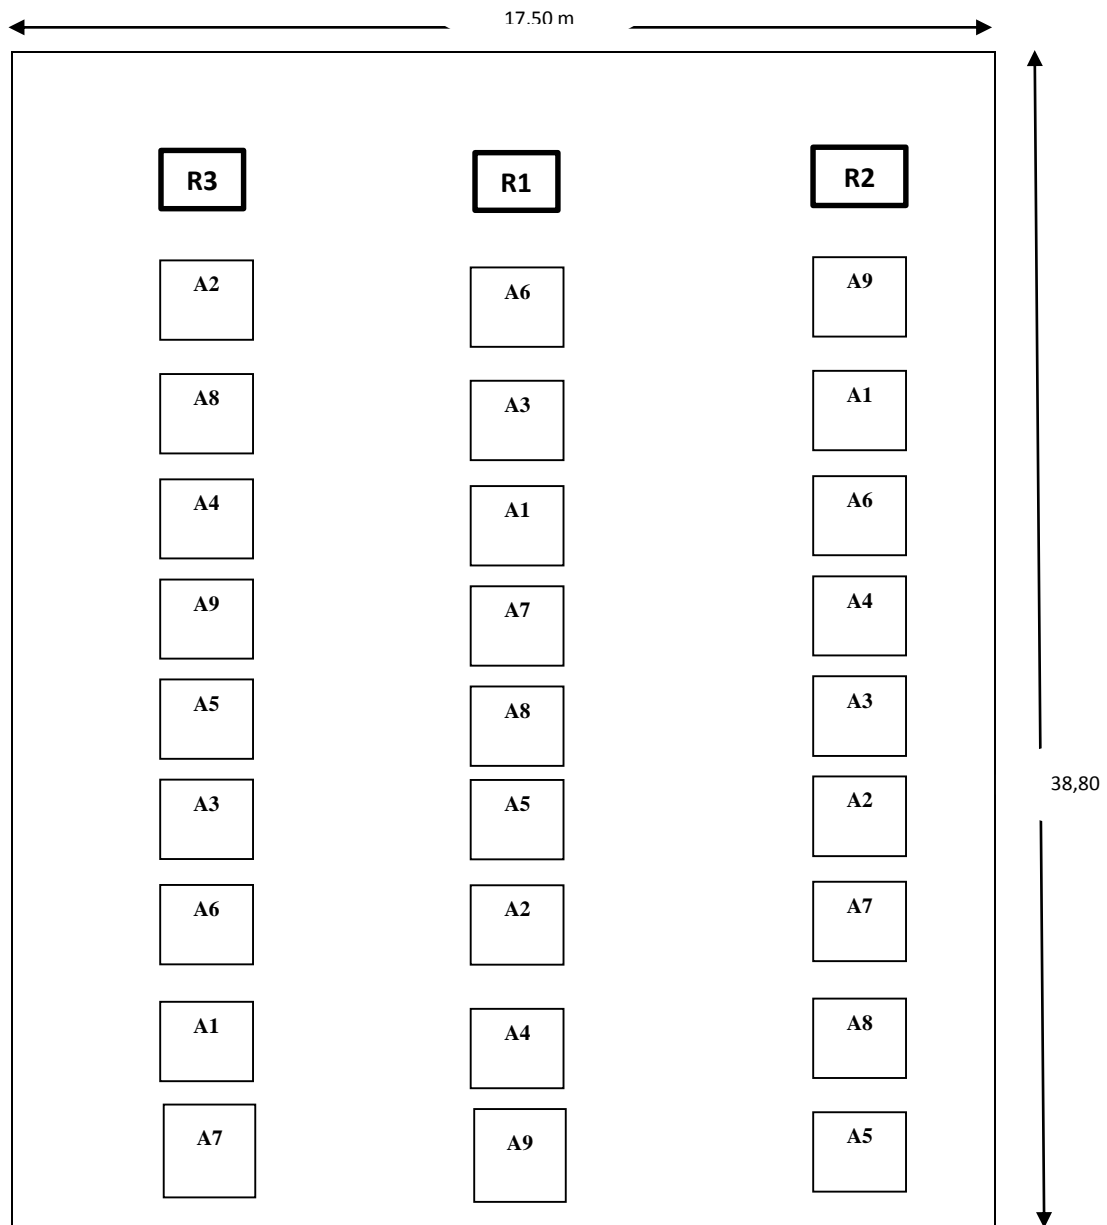 17.50 m
R3 R1 R2
A2 A6 A9
A8 A3 A1
A4 A1 A6
A9 A7 A4
A5 A8 A3
38,80
A3 A5 A2
A6 A2 A7
A1 A4 A8
A7 A9 A5